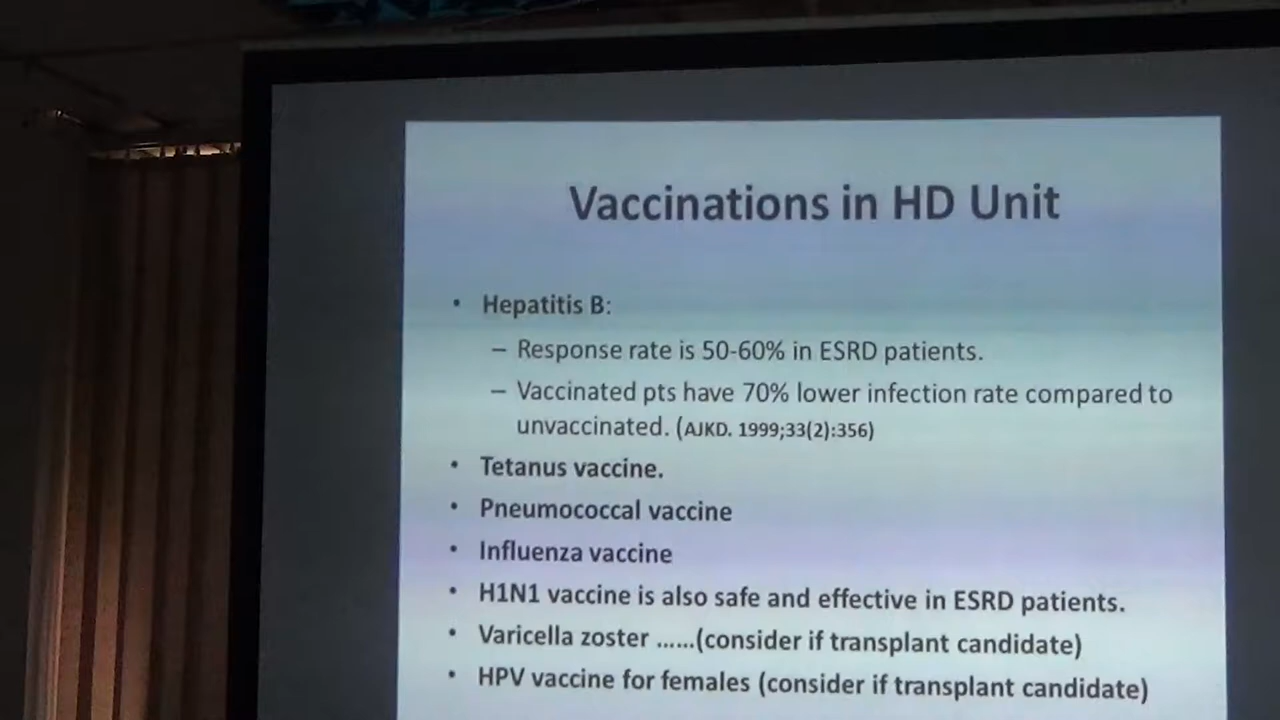 Vaccinations in HD Unit
• Hepatitis B:
– Response rate is 50-60% in ESRD patients.
– Vaccinated pts have 70% lower infection rate compared to
unvaccinated. (AJKD. 1999;33(2):356)
• Tetanus vaccine.
• Pneumococcal vaccine
• Influenza vaccine
• H1N1 vaccine is also safe and effective in ESRD patients.
• Varicella zoster ......(consider if transplant candidate)
• HPV vaccine for females (consider if transplant candidate)